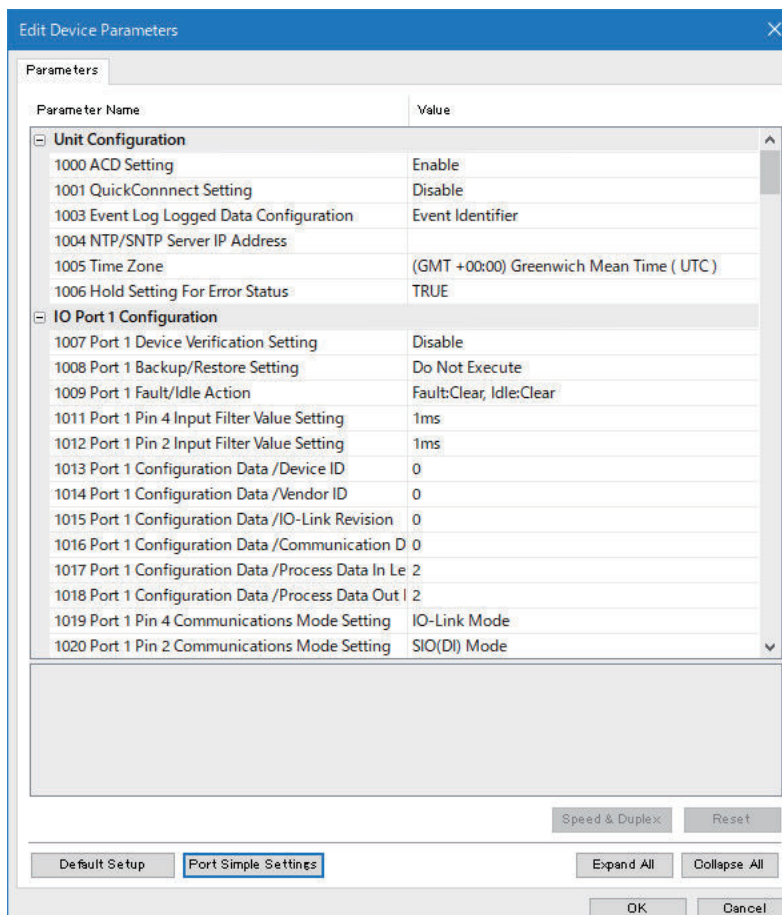 Edit Device Parameters
Parameters
Parameter Name Value
Unit Configuration
1000 ACD Setting Enable
1001 QuickConnnect Setting Disable
1003 Event Log Logged Data Configuration Event Identifier
1004 NTP/SNTP Server IP Address
1005 Time Zone (GMT +00:00) Greenwich Mean Time ( UTC )
1006 Hold Setting For Error Status TRUE
IO Port 1 Configuration
1007 Port 1 Device Verification Setting Disable
1008 Port 1 Backup/Restore Setting Do Not Execute
1009 Port 1 Fault/Idle Action Fault:Clear, Idle:Clear
1011 Port 1 Pin 4 Input Filter Value Setting 1ms
1012 Port 1 Pin 2 Input Filter Value Setting 1ms
1013 Port 1 Configuration Data /Device ID 0
1014 Port 1 Configuration Data /Vendor ID 0
1015 Port 1 Configuration Data /IO-Link Revision 0
1016 Port 1 Configuration Data /Communication D 0
1017 Port 1 Configuration Data /Process Data In Le 2
1018 Port 1 Configuration Data /Process Data Out l 2
1019 Port 1 Pin 4 Communications Mode Setting IO-Link Mode
1020 Port 1 Pin 2 Communications Mode Setting SIO(DI) Mode
Speed & Duplex Reset
Default Setup Port Simple Settings Expand All Collapse All
OK Cancel